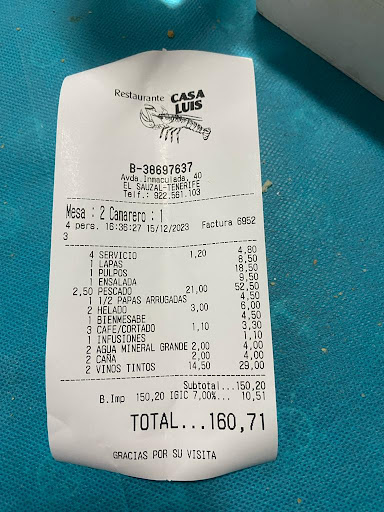 Restaurante CASA
LUIS
B-38697637
Avda.Inmaculada, 40
EL SAUZAL-TENERIFE
Telf.: 922.561.103
Mesa : 2 Camarero : 1
4 pers. 16:36:27 15/12/2023 Factura 6952
3
4 SERVICIO 1,20 4,80
1 LAPAS 8,50
1 PULPOS 18,50
1 ENSALADA 9,50
2,50 PESCADO 21,00 52,50
1 1/2 PAPAS ARRUGADAS 4,50
2 HELADO 3,00 6,00
1 BIENMESABE 4,50
3 CAFE/CORTADO 1,10 3,30
1 INFUSIONES 1,10
2 AGUA MINERAL GRANDE 2,00 4,00
2 CAÑA 2,00 4,00
2 VINOS TINTOS 14,50 29,00
Subtotal...150,20
B.Imp 150,20 IGIC 7,00%... 10,51
TOTAL...160,71
GRACIAS POR SU VISITA